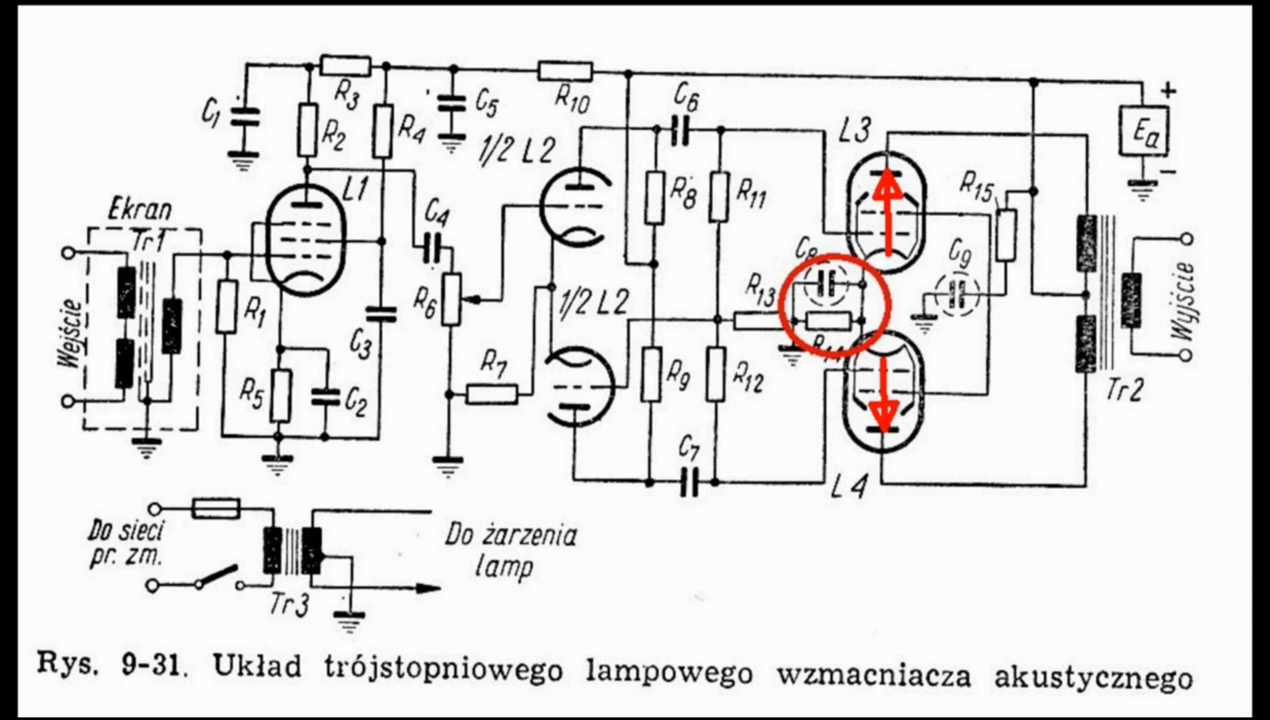 C1
R3
R2
R4
C5
R10
1/2 L2
C6
L3
+
Ea
−
Ekran
Tr1
L1
C4
R8
R11
R15
C8
C9
Wejście
R1
C3
R6
1/2 L2
R13
R14
Wyjście
R5
C2
R7
R9
R12
Tr2
C7
L4
Do sieci
pr. zm.
Tr3
Do żarzenia
lamp
Rys. 9-31. Układ trójstopniowego lampowego wzmacniacza akustycznego